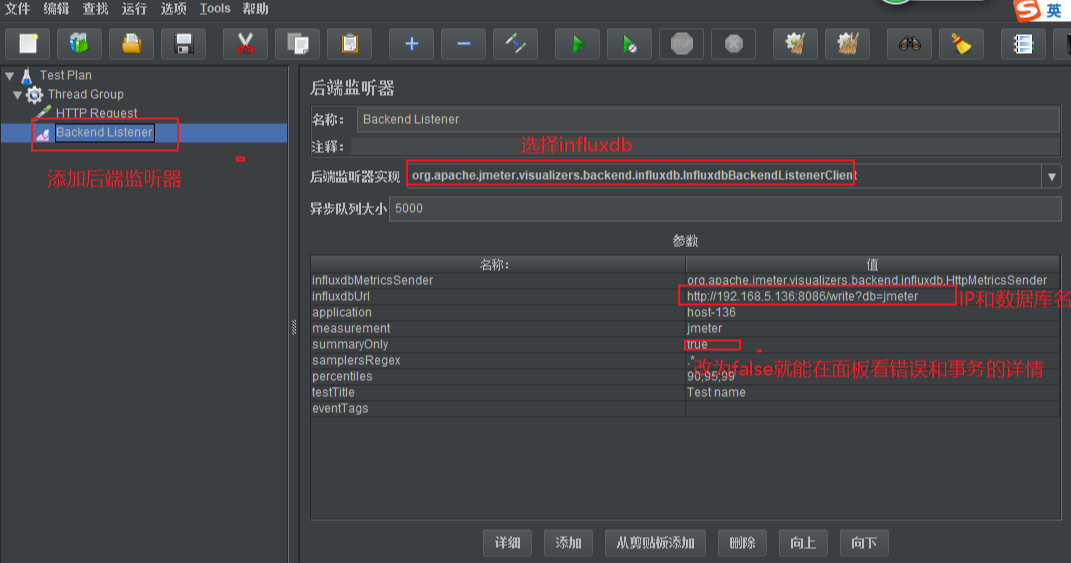 文件 编辑 查找 运行 选项 Tools 帮助
英
STOP
Test Plan
Thread Group
HTTP Request
Backend Listener
添加后端监听器
后端监听器
名称: Backend Listener
注释:
选择influxdb
后端监听器实现 org.apache.jmeter.visualizers.backend.influxdb.InfluxdbBackendListenerClient
异步队列大小 5000
参数
名称: 值
influxdbMetricsSender org.apache.jmeter.visualizers.backend.influxdb.HttpMetricsSender
influxdbUrl http://192.168.5.136:8086/write?db=jmeter IP和数据库名
application host-136
measurement jmeter
summaryOnly true
samplersRegex .*
改为false就能在面板看错误和事务的详情
percentiles 90;95;99
testTitle Test name
eventTags
详细 添加 从剪贴板添加 删除 向上 向下